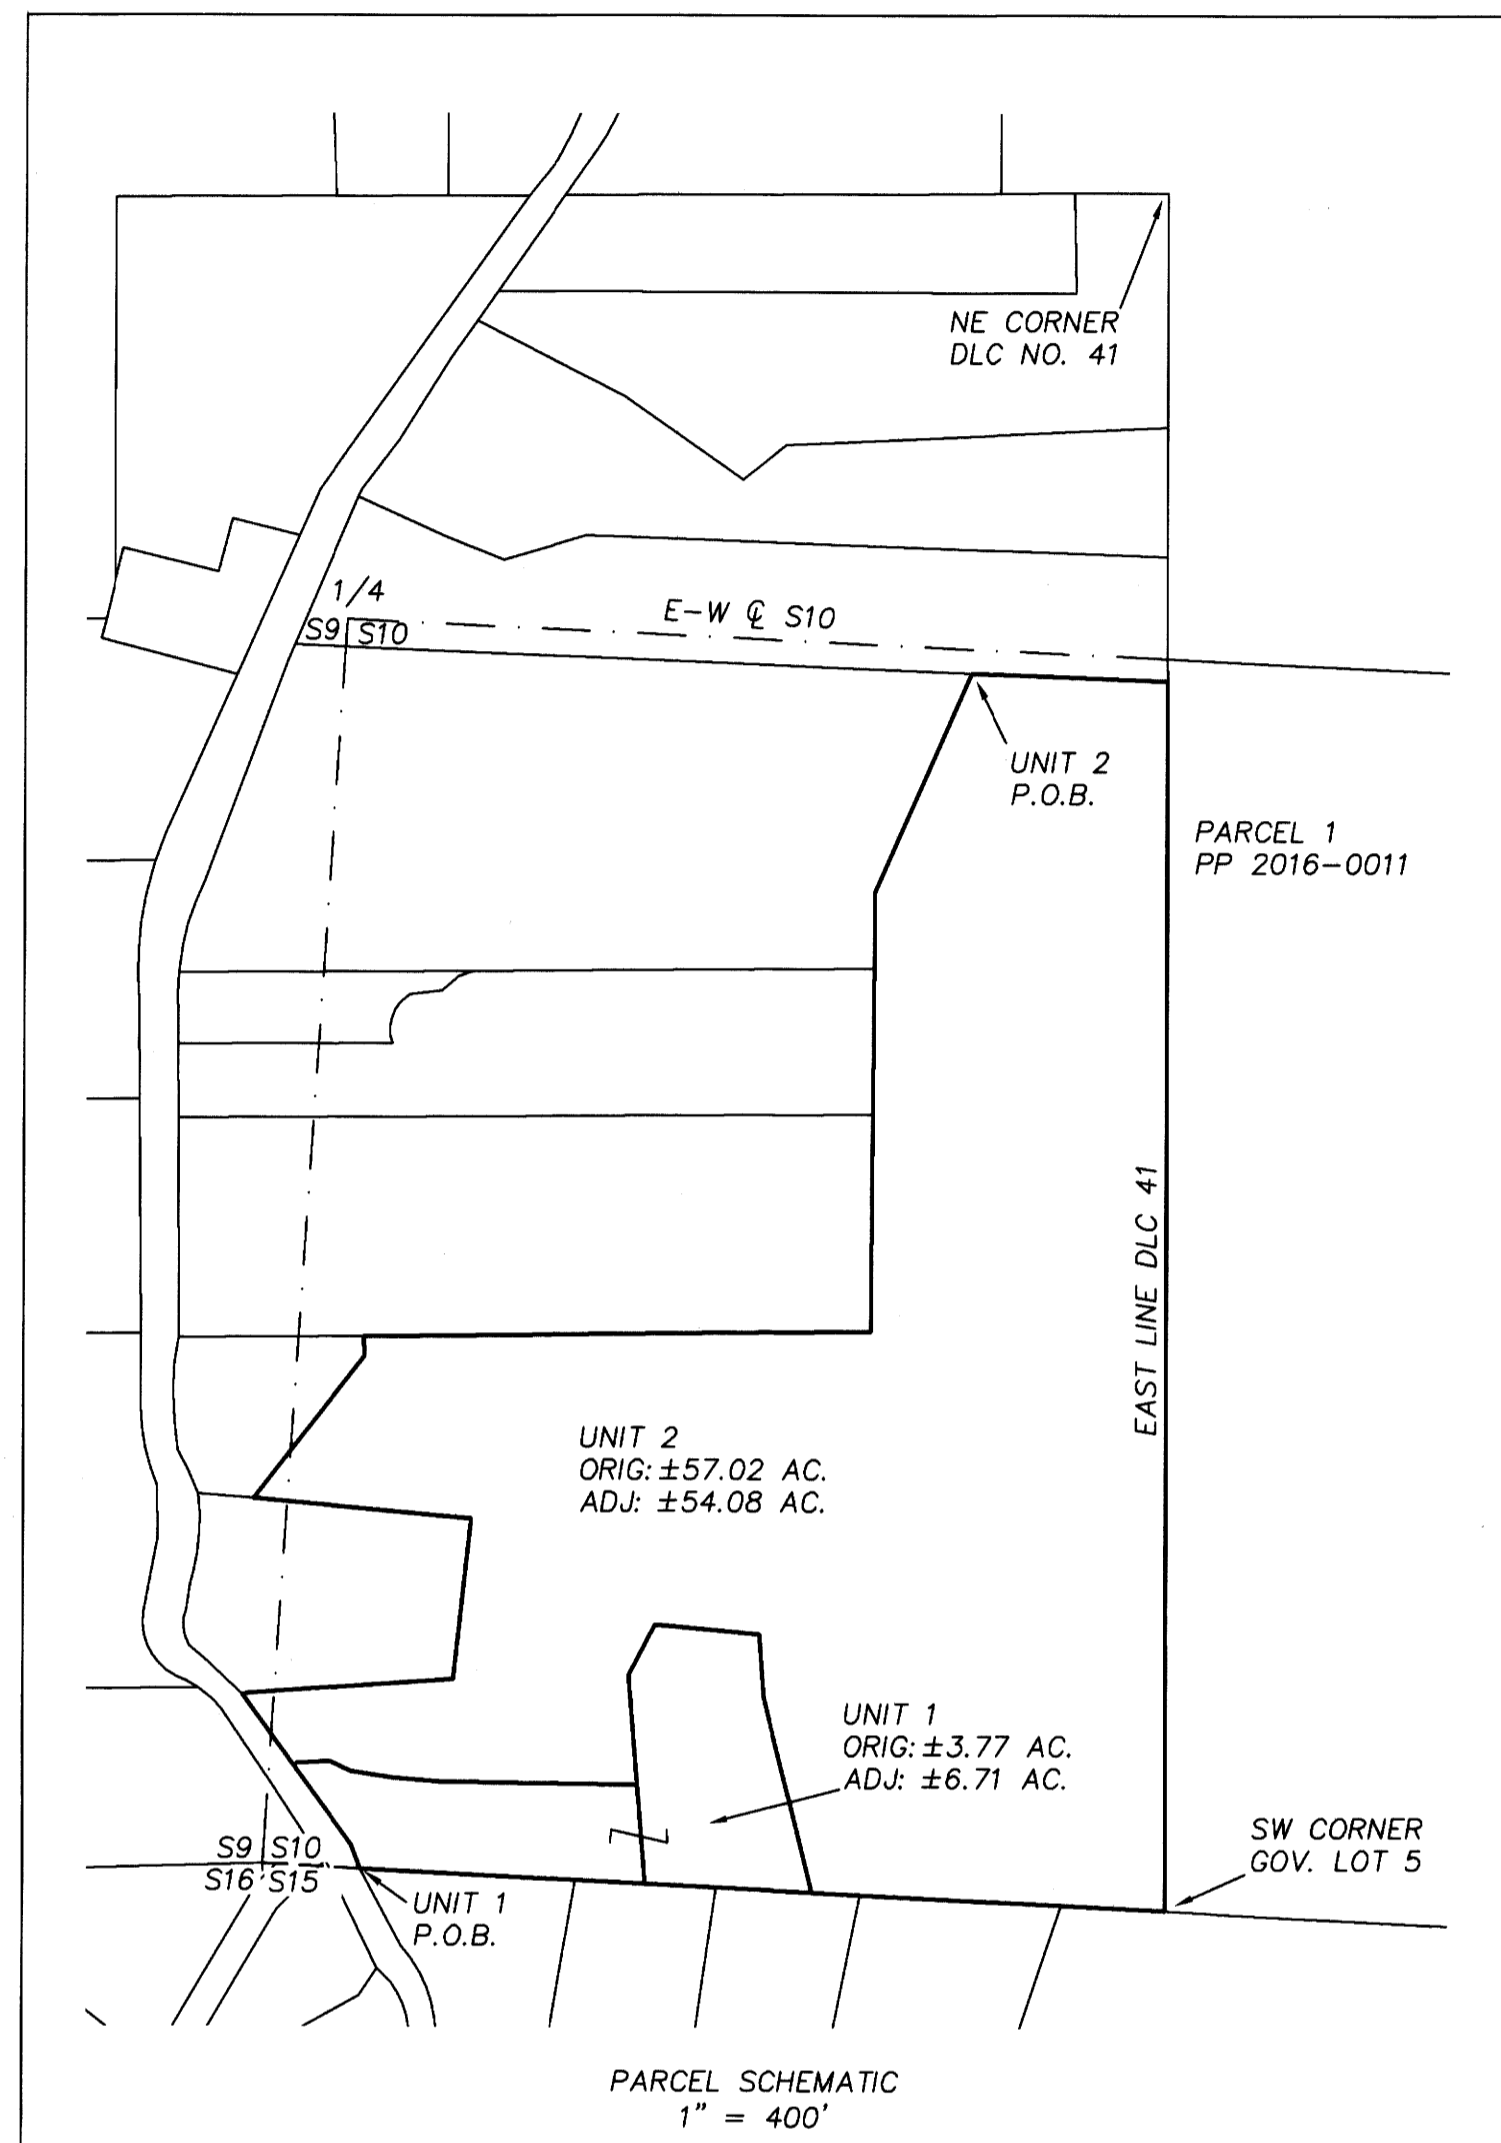 NE CORNER
DLC NO. 41
1/4
S9 S10
E-W ℄ S10
UNIT 2
P.O.B.
PARCEL 1
PP 2016-0011
EAST LINE DLC 41
UNIT 2
ORIG: ±57.02 AC.
ADJ: ±54.08 AC.
UNIT 1
ORIG: ±3.77 AC.
ADJ: ±6.71 AC.
S9 S10
S16 S15
SW CORNER
GOV. LOT 5
UNIT 1
P.O.B.
PARCEL SCHEMATIC
1" = 400'